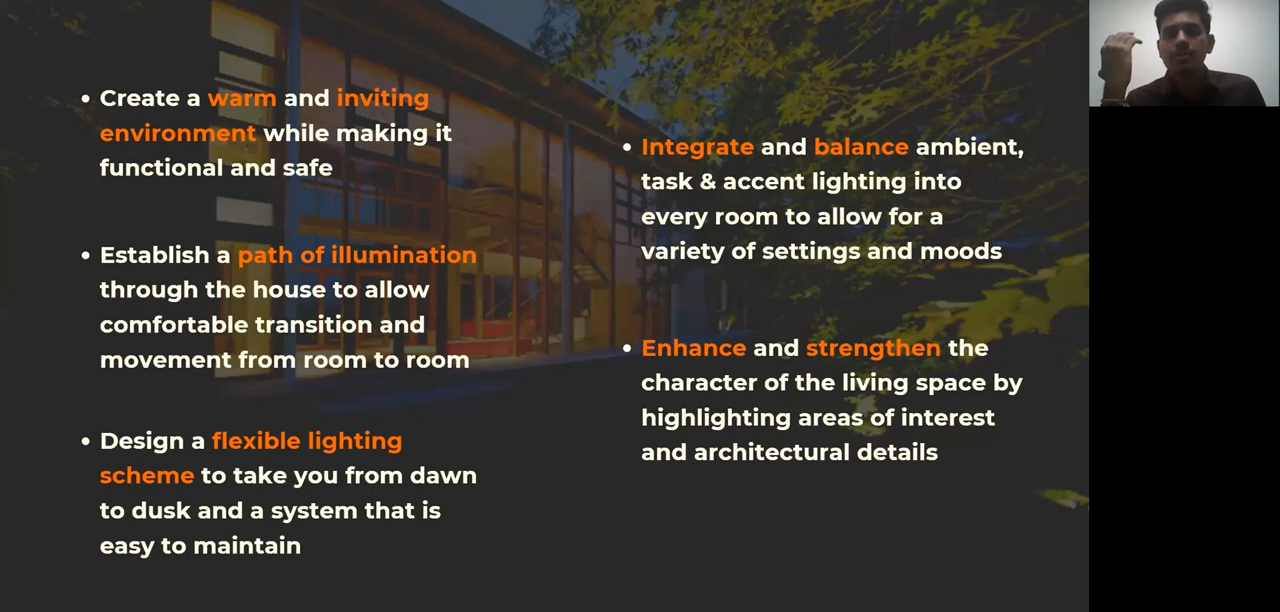 • Create a warm and inviting
environment while making it
functional and safe
• Establish a path of illumination
through the house to allow
comfortable transition and
movement from room to room
• Design a flexible lighting
scheme to take you from dawn
to dusk and a system that is
easy to maintain
• Integrate and balance ambient,
task & accent lighting into
every room to allow for a
variety of settings and moods
• Enhance and strengthen the
character of the living space by
highlighting areas of interest
and architectural details